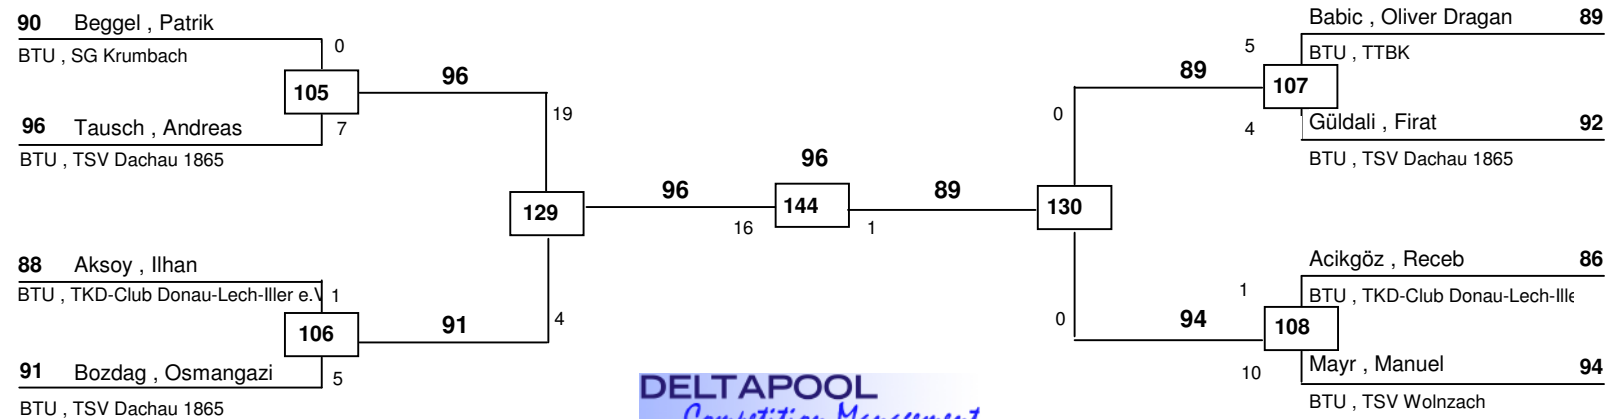 90 Beggel , Patrik
0
BTU , SG Krumbach
105
96
96 Tausch , Andreas
7
BTU , TSV Dachau 1865
19
88 Aksoy , Ilhan
BTU , TKD-Club Donau-Lech-Iller e.V
1
106
91
91 Bozdag , Osmangazi
5
BTU , TSV Dachau 1865
4
129
96
16
96
144
89
1
130
Babic , Oliver Dragan 89
5
BTU , TTBK
89
107
0
4
Güldali , Firat 92
BTU , TSV Dachau 1865
Acikgöz , Receb 86
1
BTU , TKD-Club Donau-Lech-Ille
0
94
108
10
Mayr , Manuel 94
BTU , TSV Wolnzach
DELTAPOOL
Competition Management